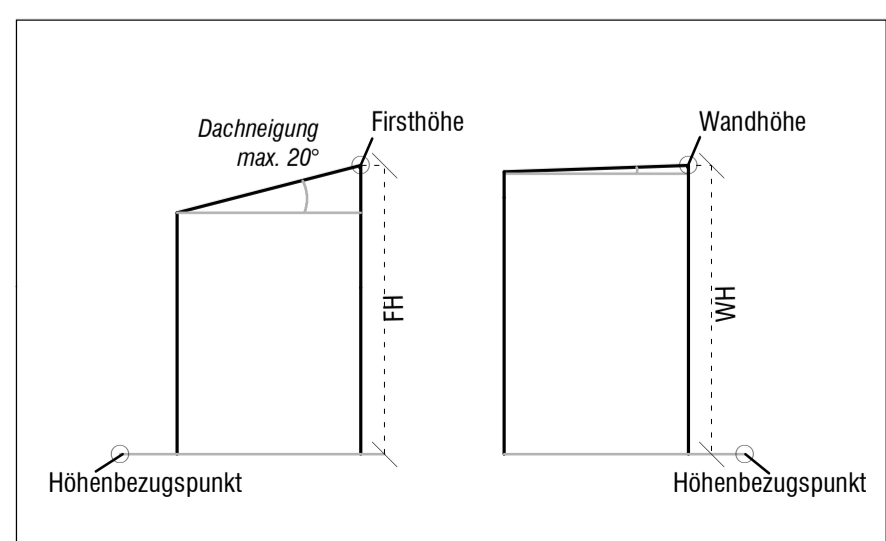 Dachneigung
max. 20°
Firsthöhe
FH
Höhenbezugspunkt
Wandhöhe
WH
Höhenbezugspunkt